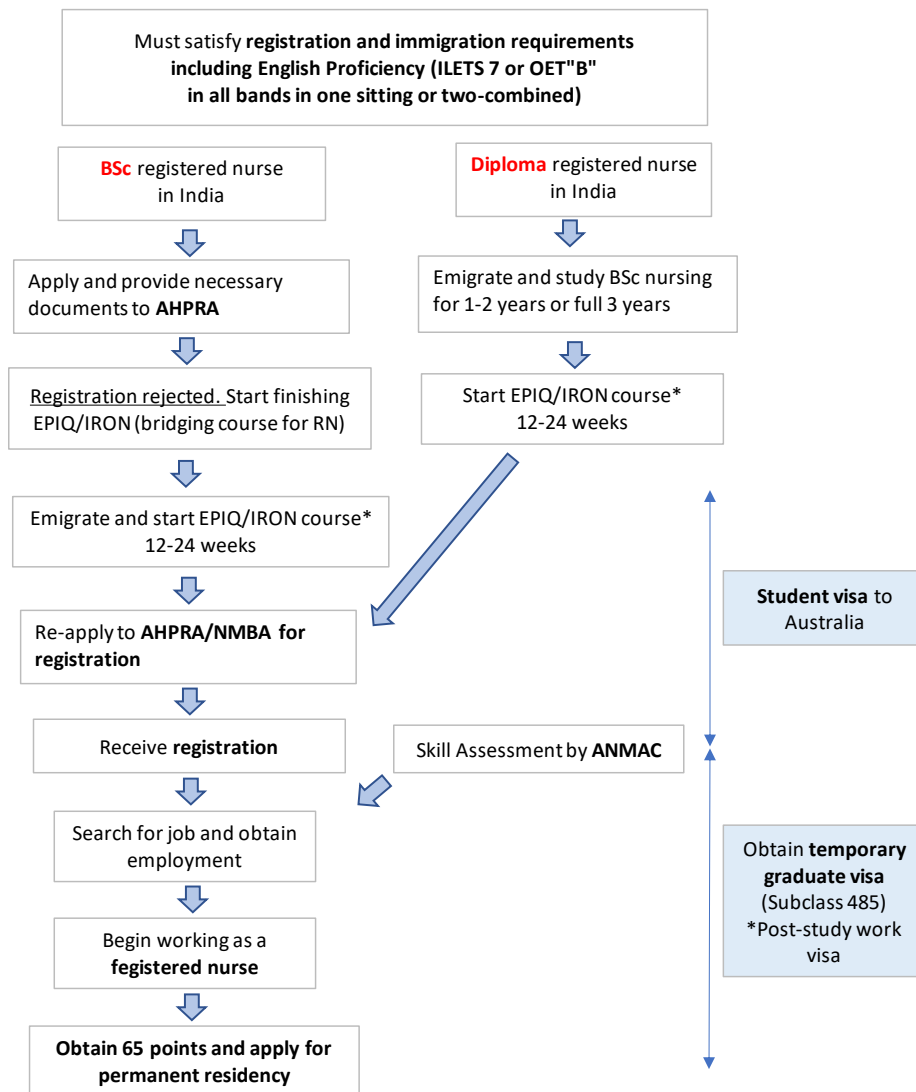 Must satisfy registration and immigration requirements
including English Proficiency (ILETS 7 or OET"B"
in all bands in one sitting or two-combined)
BSc registered nurse
in India
Diploma registered nurse
in India
Apply and provide necessary
documents to AHPRA
Emigrate and study BSc nursing
for 1-2 years or full 3 years
Registration rejected. Start finishing
EPIQ/IRON (bridging course for RN)
Start EPIQ/IRON course*
12-24 weeks
Emigrate and start EPIQ/IRON course*
12-24 weeks
Student visa to
Australia
Re-apply to AHPRA/NMBA for
registration
Receive registration
Skill Assessment by ANMAC
Search for job and obtain
employment
Obtain temporary
graduate visa
(Subclass 485)
*Post-study work
visa
Begin working as a
fegistered nurse
Obtain 65 points and apply for
permanent residency